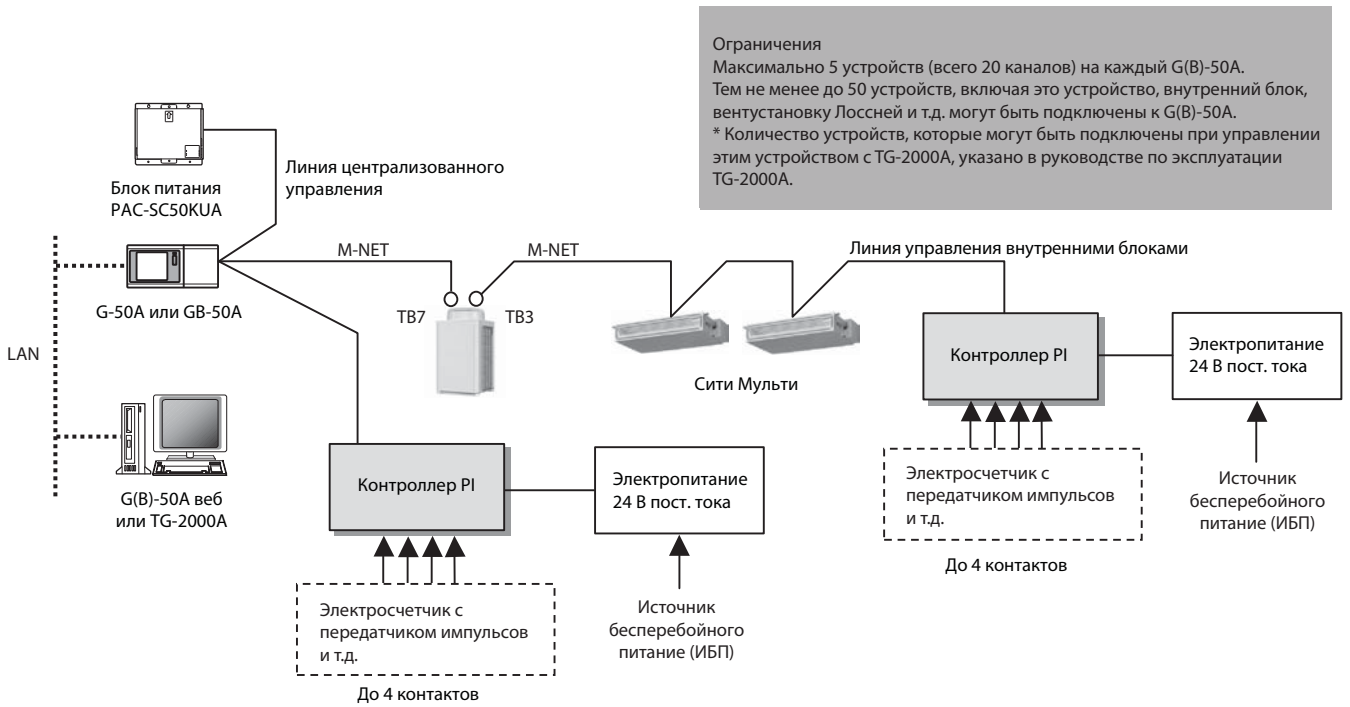 Ограничения
Максимально 5 устройств (всего 20 каналов) на каждый G(B)-50A.
Тем не менее до 50 устройств, включая это устройство, внутренний блок,
вентустановку Лоссней и т.д. могут быть подключены к G(B)-50A.
* Количество устройств, которые могут быть подключены при управлении
этим устройством с TG-2000A, указано в руководстве по эксплуатации
TG-2000A.
Линия централизованного
управления
Блок питания
PAC-SC50KUA
M-NET
M-NET
Линия управления внутренними блоками
G-50A или GB-50A
TB7
TB3
LAN
Сити Мульти
Контроллер PI
Электропитание
24 В пост. тока
G(B)-50A веб
или TG-2000A
Контроллер PI
Электропитание
24 В пост. тока
Электросчетчик с
передатчиком импульсов
и т.д.
Источник
бесперебойного
питание (ИБП)
До 4 контактов
Электросчетчик с
передатчиком импульсов
и т.д.
Источник
бесперебойного
питание (ИБП)
До 4 контактов